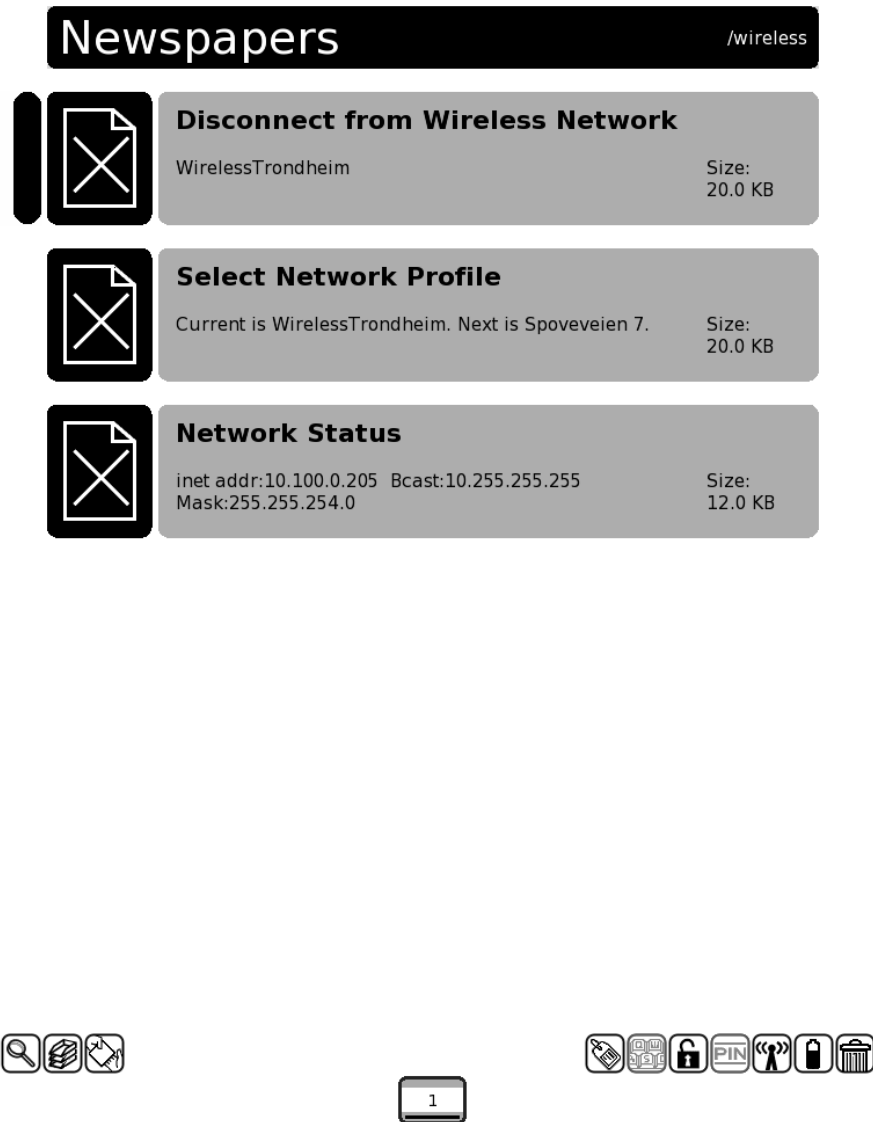 Newspapers
/wireless
Disconnect from Wireless Network
WirelessTrondheim
Size:
20.0 KB
Select Network Profile
Current is WirelessTrondheim. Next is Spoveveien 7.
Size:
20.0 KB
Network Status
inet addr:10.100.0.205  Bcast:10.255.255.255
Mask:255.255.254.0
Size:
12.0 KB
PIN
1